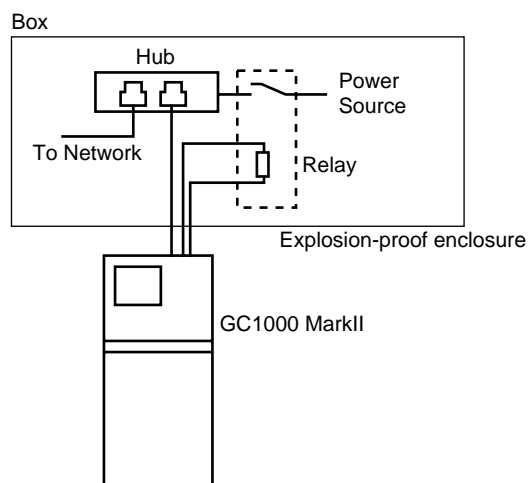 Box
Hub
Power
Source
To Network
Relay
Explosion-proof enclosure
GC1000 MarkII